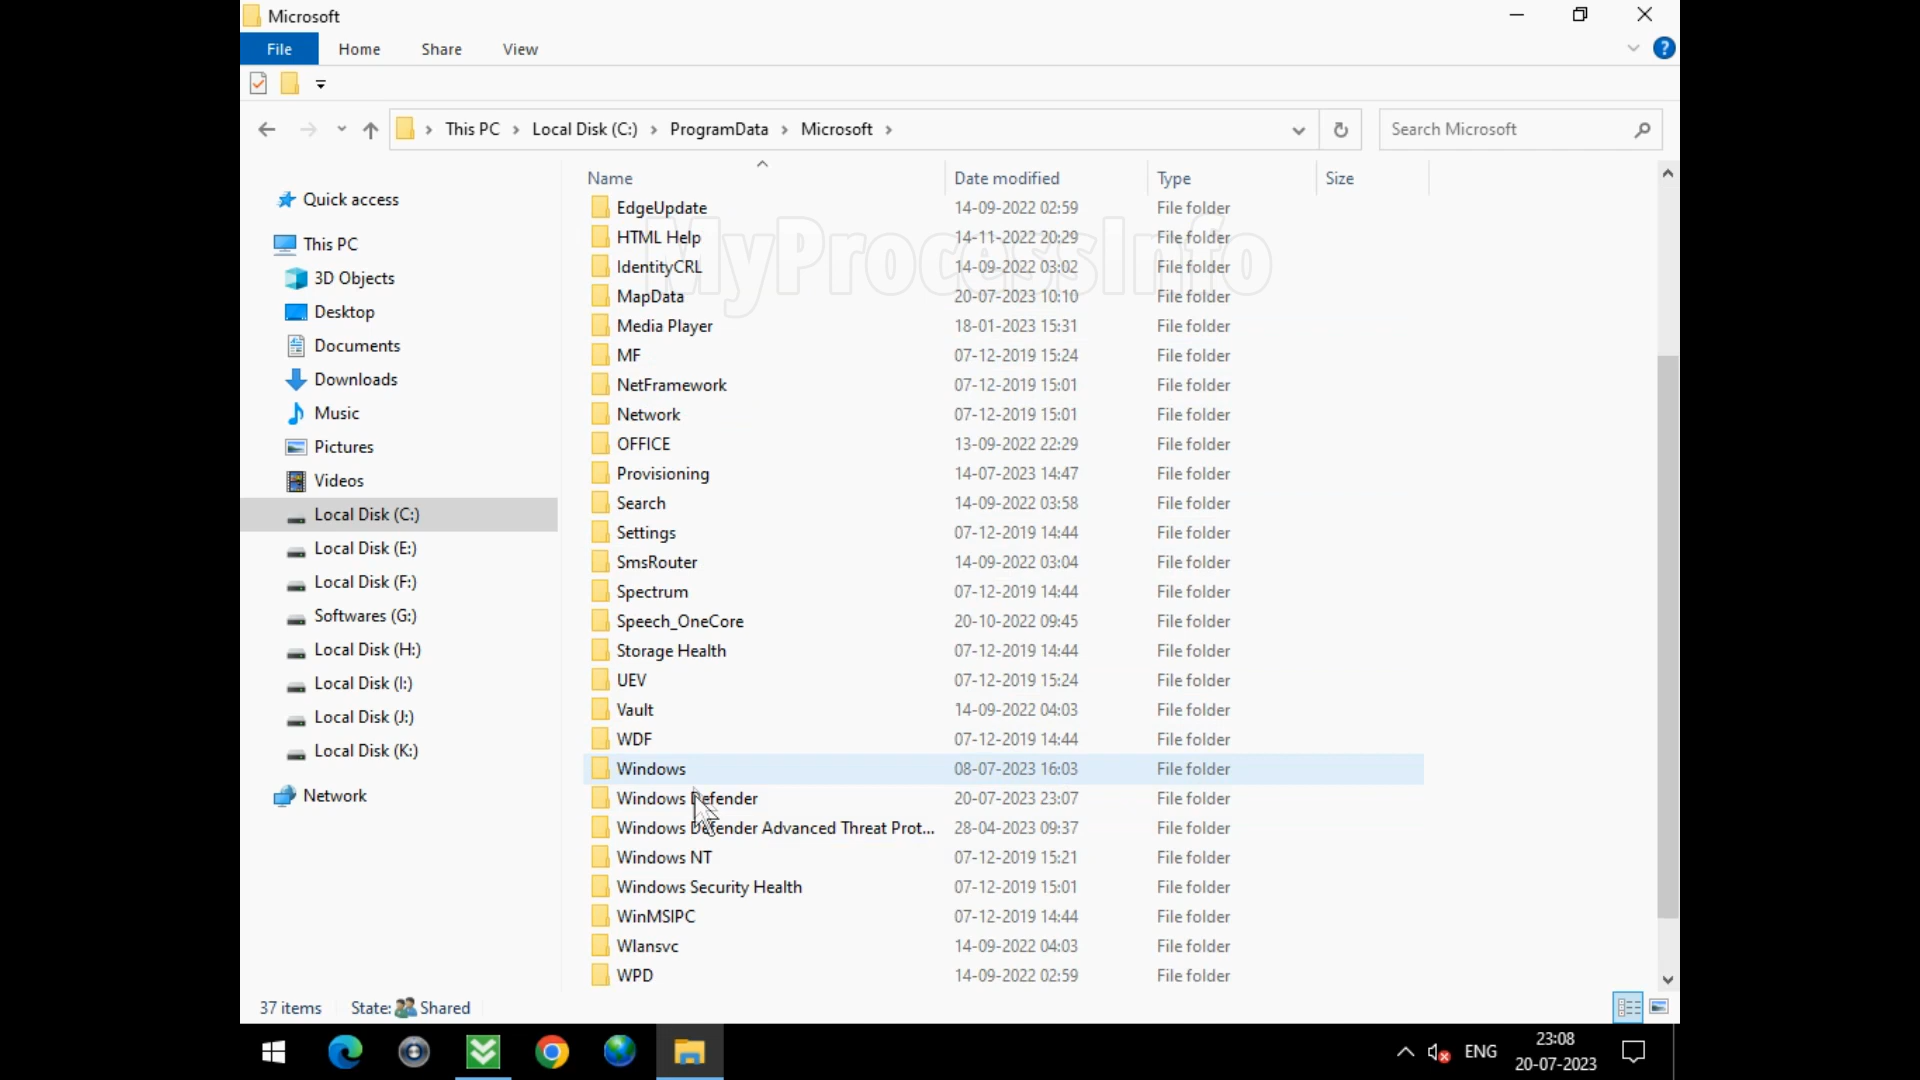 Microsoft
File Home Share View
This PC Local Disk (C:) ProgramData Microsoft
Search Microsoft
Name Date modified Type Size
EdgeUpdate 14-09-2022 02:59 File folder
HTML Help 14-11-2022 20:29 File folder
IdentityCRL 14-09-2022 03:02 File folder
MapData 20-07-2023 10:10 File folder
Media Player 18-01-2023 15:31 File folder
MF 07-12-2019 15:24 File folder
NetFramework 07-12-2019 15:01 File folder
Network 07-12-2019 15:01 File folder
OFFICE 13-09-2022 22:29 File folder
Provisioning 14-07-2023 14:47 File folder
Search 14-09-2022 03:58 File folder
Settings 07-12-2019 14:44 File folder
SmsRouter 14-09-2022 03:04 File folder
Spectrum 07-12-2019 14:44 File folder
Speech_OneCore 20-10-2022 09:45 File folder
Storage Health 07-12-2019 14:44 File folder
UEV 07-12-2019 15:24 File folder
Vault 14-09-2022 04:03 File folder
WDF 07-12-2019 14:44 File folder
Windows 08-07-2023 16:03 File folder
Windows Defender 20-07-2023 23:07 File folder
Windows Defender Advanced Threat Prot... 28-04-2023 09:37 File folder
Windows NT 07-12-2019 15:21 File folder
Windows Security Health 07-12-2019 15:01 File folder
WinMSIPC 07-12-2019 14:44 File folder
Wlansvc 14-09-2022 04:03 File folder
WPD 14-09-2022 02:59 File folder
MyProcessInfo
Quick access
This PC
3D Objects
Desktop
Documents
Downloads
Music
Pictures
Videos
Local Disk (C:)
Local Disk (E:)
Local Disk (F:)
Softwares (G:)
Local Disk (H:)
Local Disk (I:)
Local Disk (J:)
Local Disk (K:)
Network
37 items State: Shared
ENG
23:08
20-07-2023